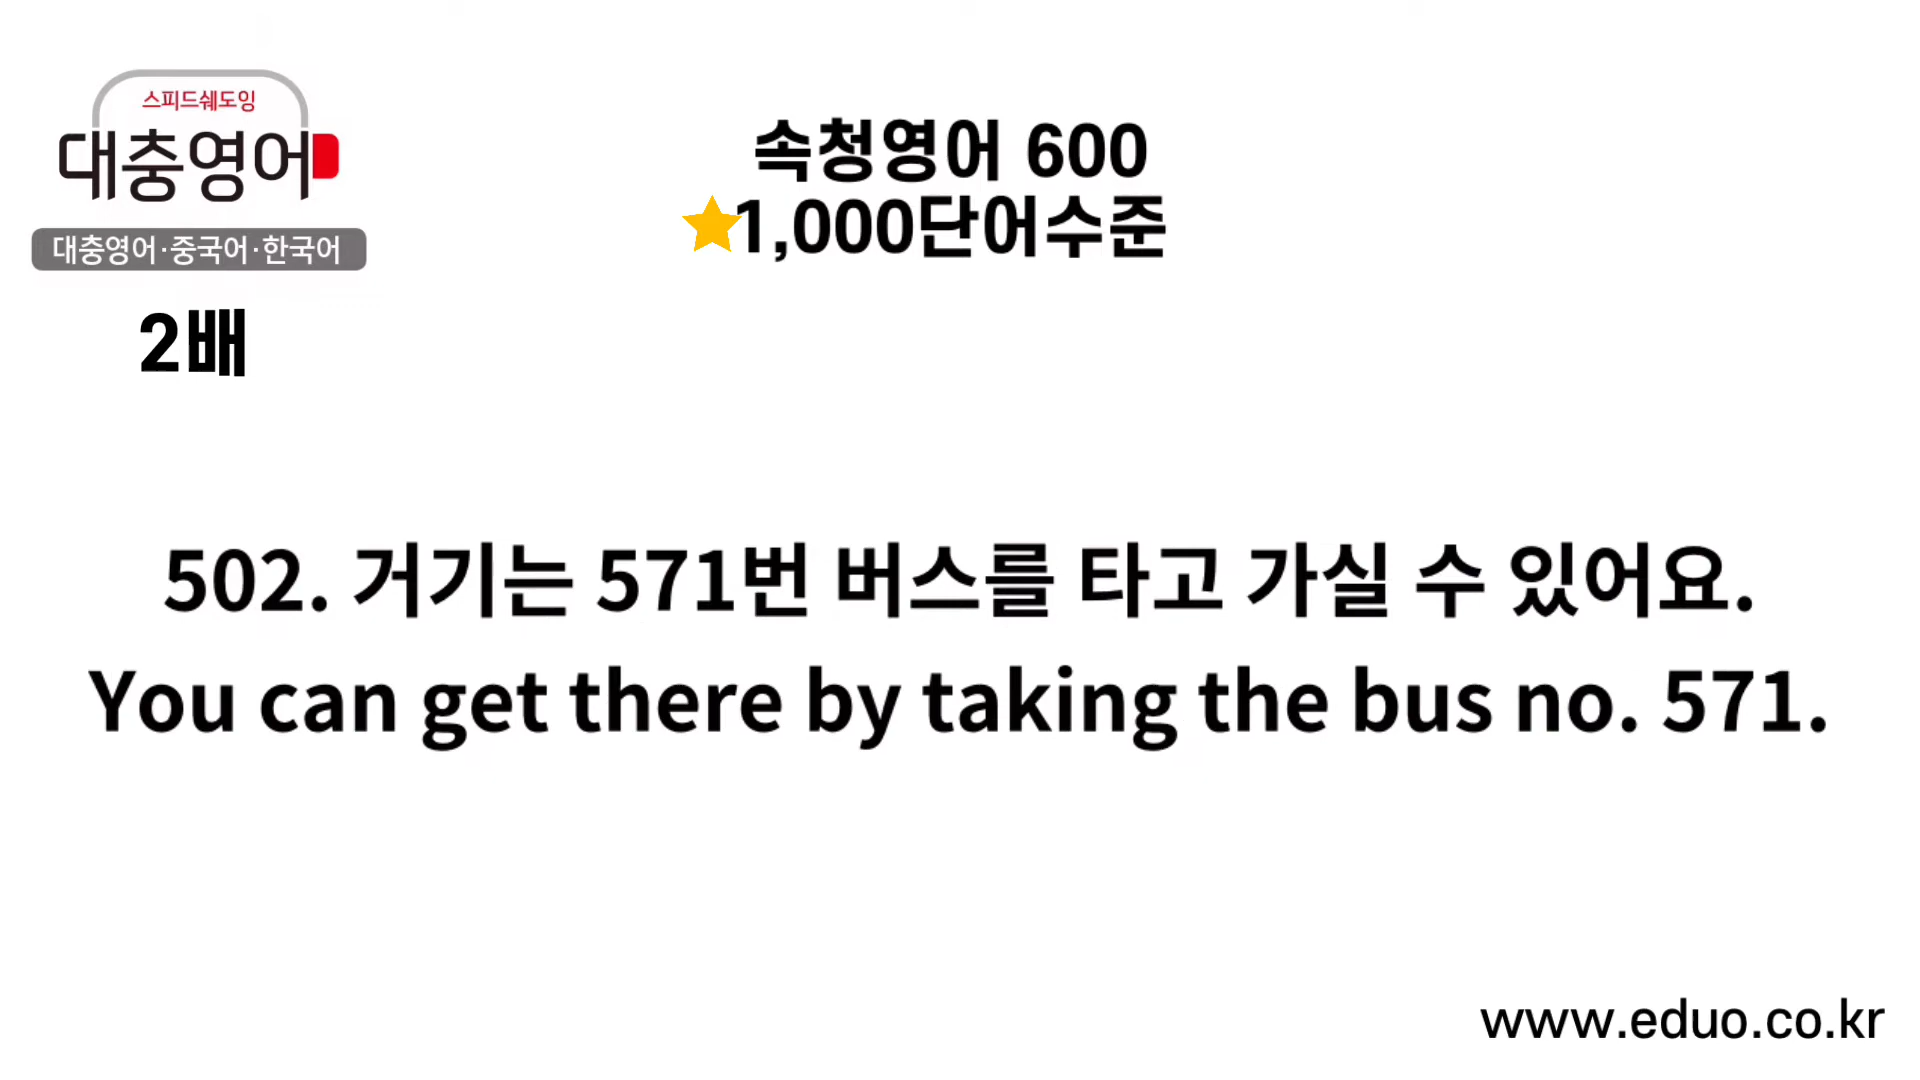 스피드쉐도잉
대충영어
대충영어·중국어·한국어
2배
속청영어 600
1,000단어수준
502. 거기는 571번 버스를 타고 가실 수 있어요.
You can get there by taking the bus no. 571.
www.eduo.co.kr